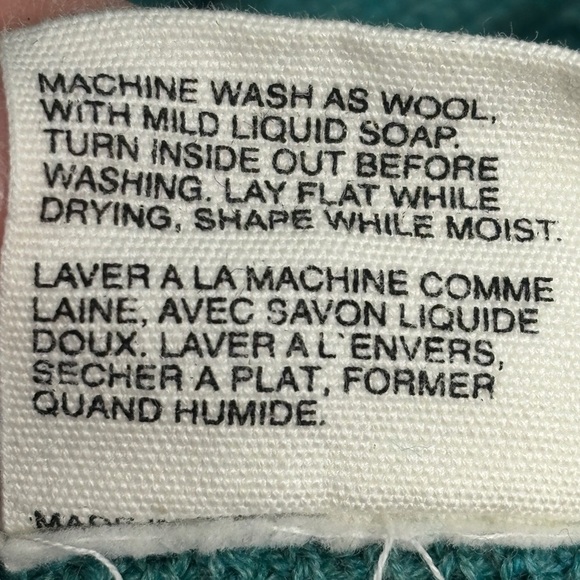 MACHINE WASH AS WOOL,
WITH MILD LIQUID SOAP.
TURN INSIDE OUT BEFORE
WASHING. LAY FLAT WHILE
DRYING, SHAPE WHILE MOIST.
LAVER A LA MACHINE COMME
LAINE, AVEC SAVON LIQUIDE
DOUX. LAVER A L'ENVERS,
SECHER A PLAT, FORMER
QUAND HUMIDE.
MADE